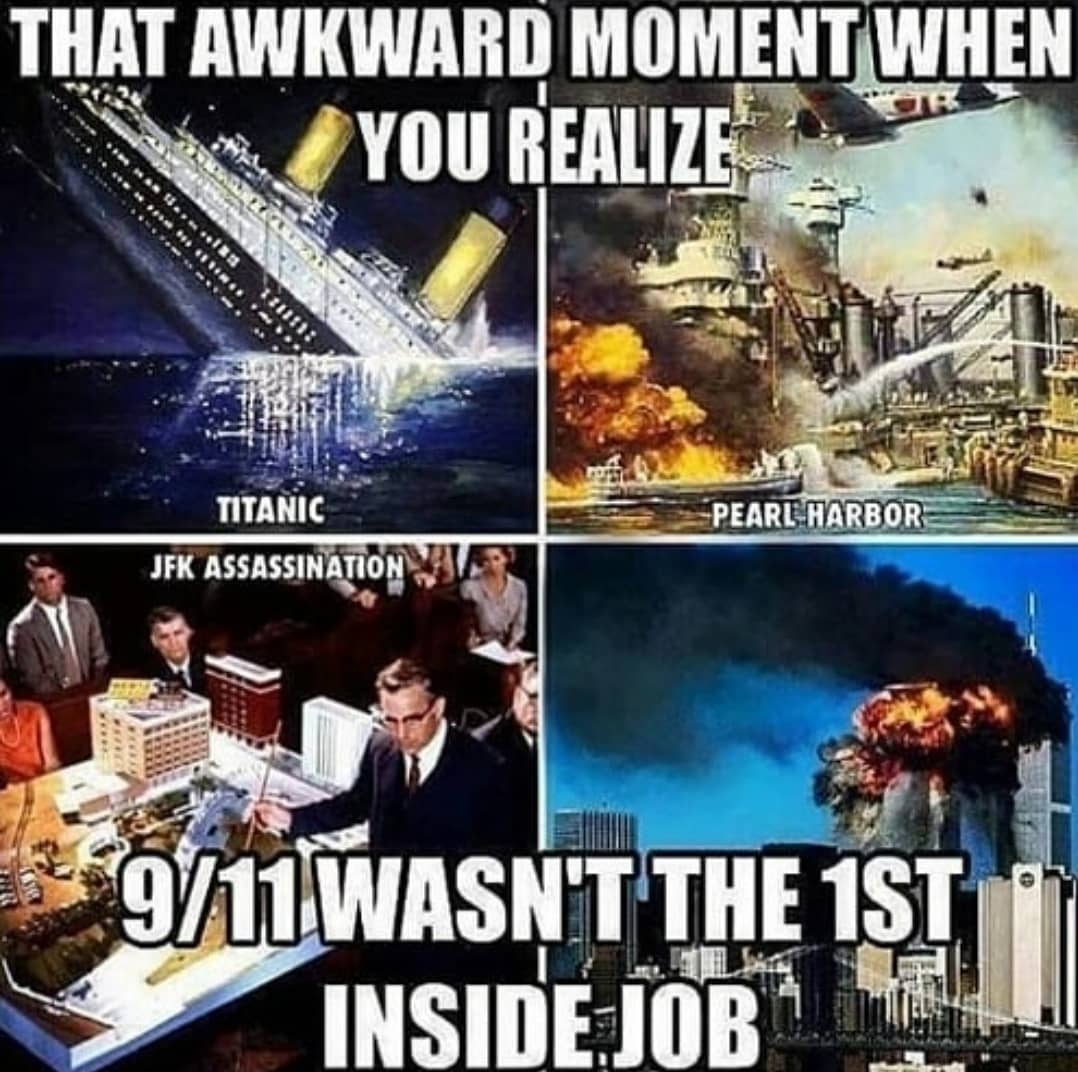 THAT AWKWARD MOMENT WHEN
YOU REALIZE
TITANIC
PEARL HARBOR
JFK ASSASSINATION
9/11 WASN'T THE 1ST
INSIDE JOB